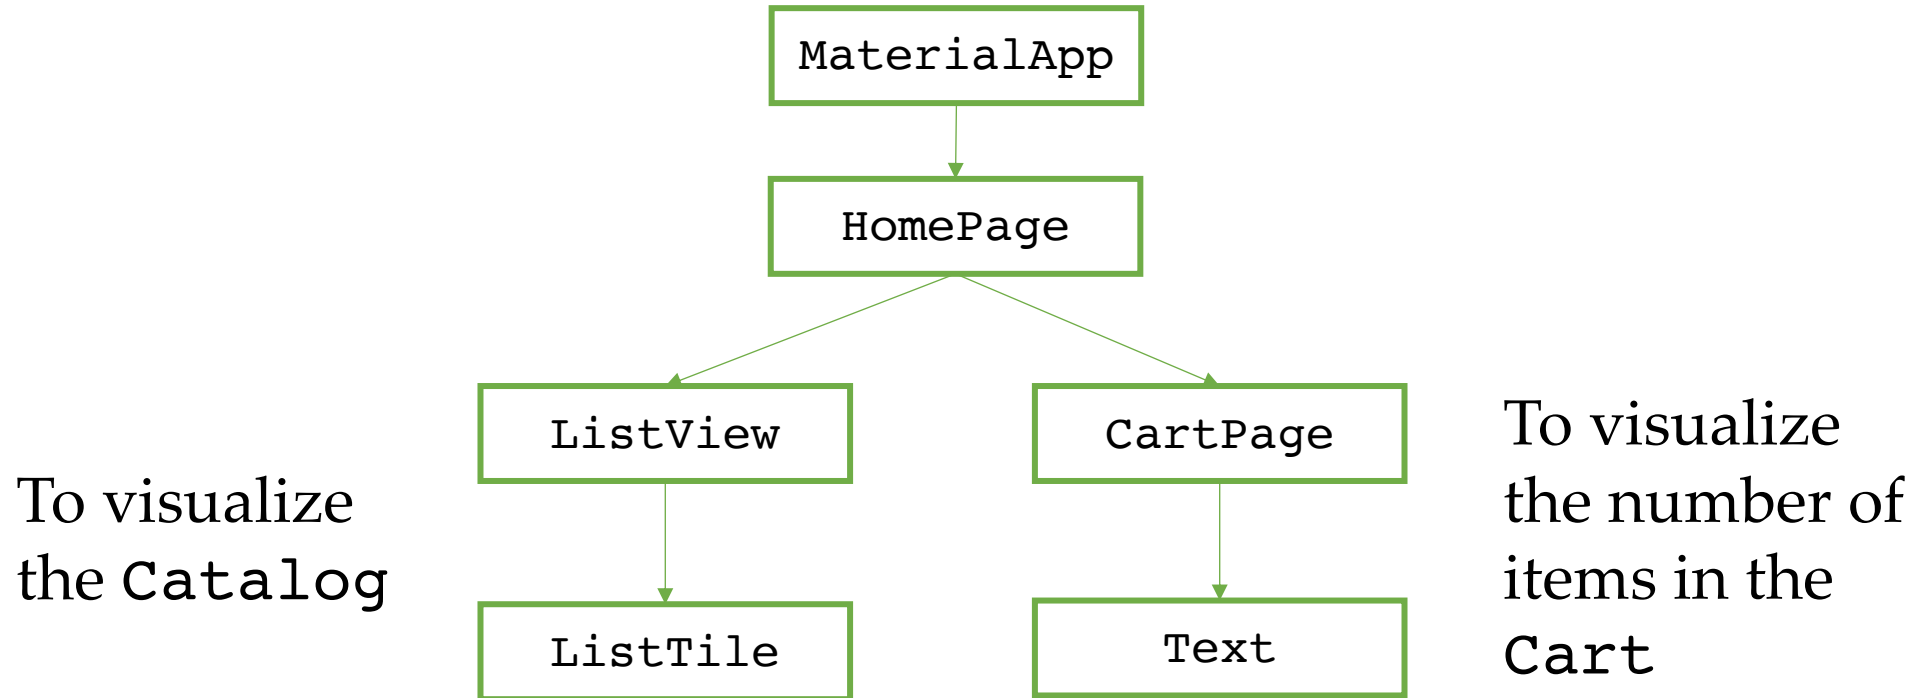 MaterialApp
HomePage
ListView
CartPage
To visualize
the Catalog
To visualize
the number of
items in the
Cart
ListTile
Text